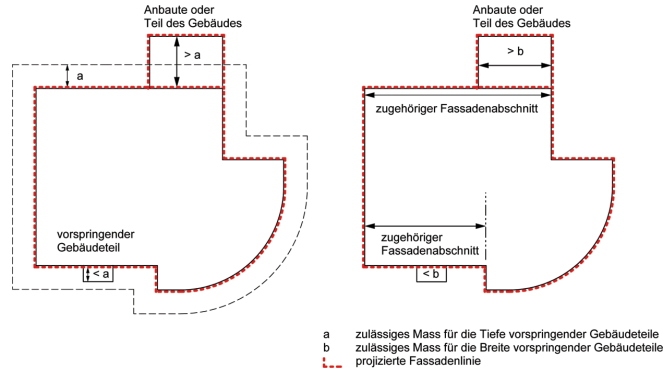 Anbaute oder
Teil des Gebäudes
> a
a
vorspringender
Gebäudeteil
< a
Anbaute oder
Teil des Gebäudes
> b
zugehöriger Fassadenabschnitt
zugehöriger
Fassadenabschnitt
< b
a zulässiges Mass für die Tiefe vorspringender Gebäudeteile
b zulässiges Mass für die Breite vorspringender Gebäudeteile
projizierte Fassadenlinie